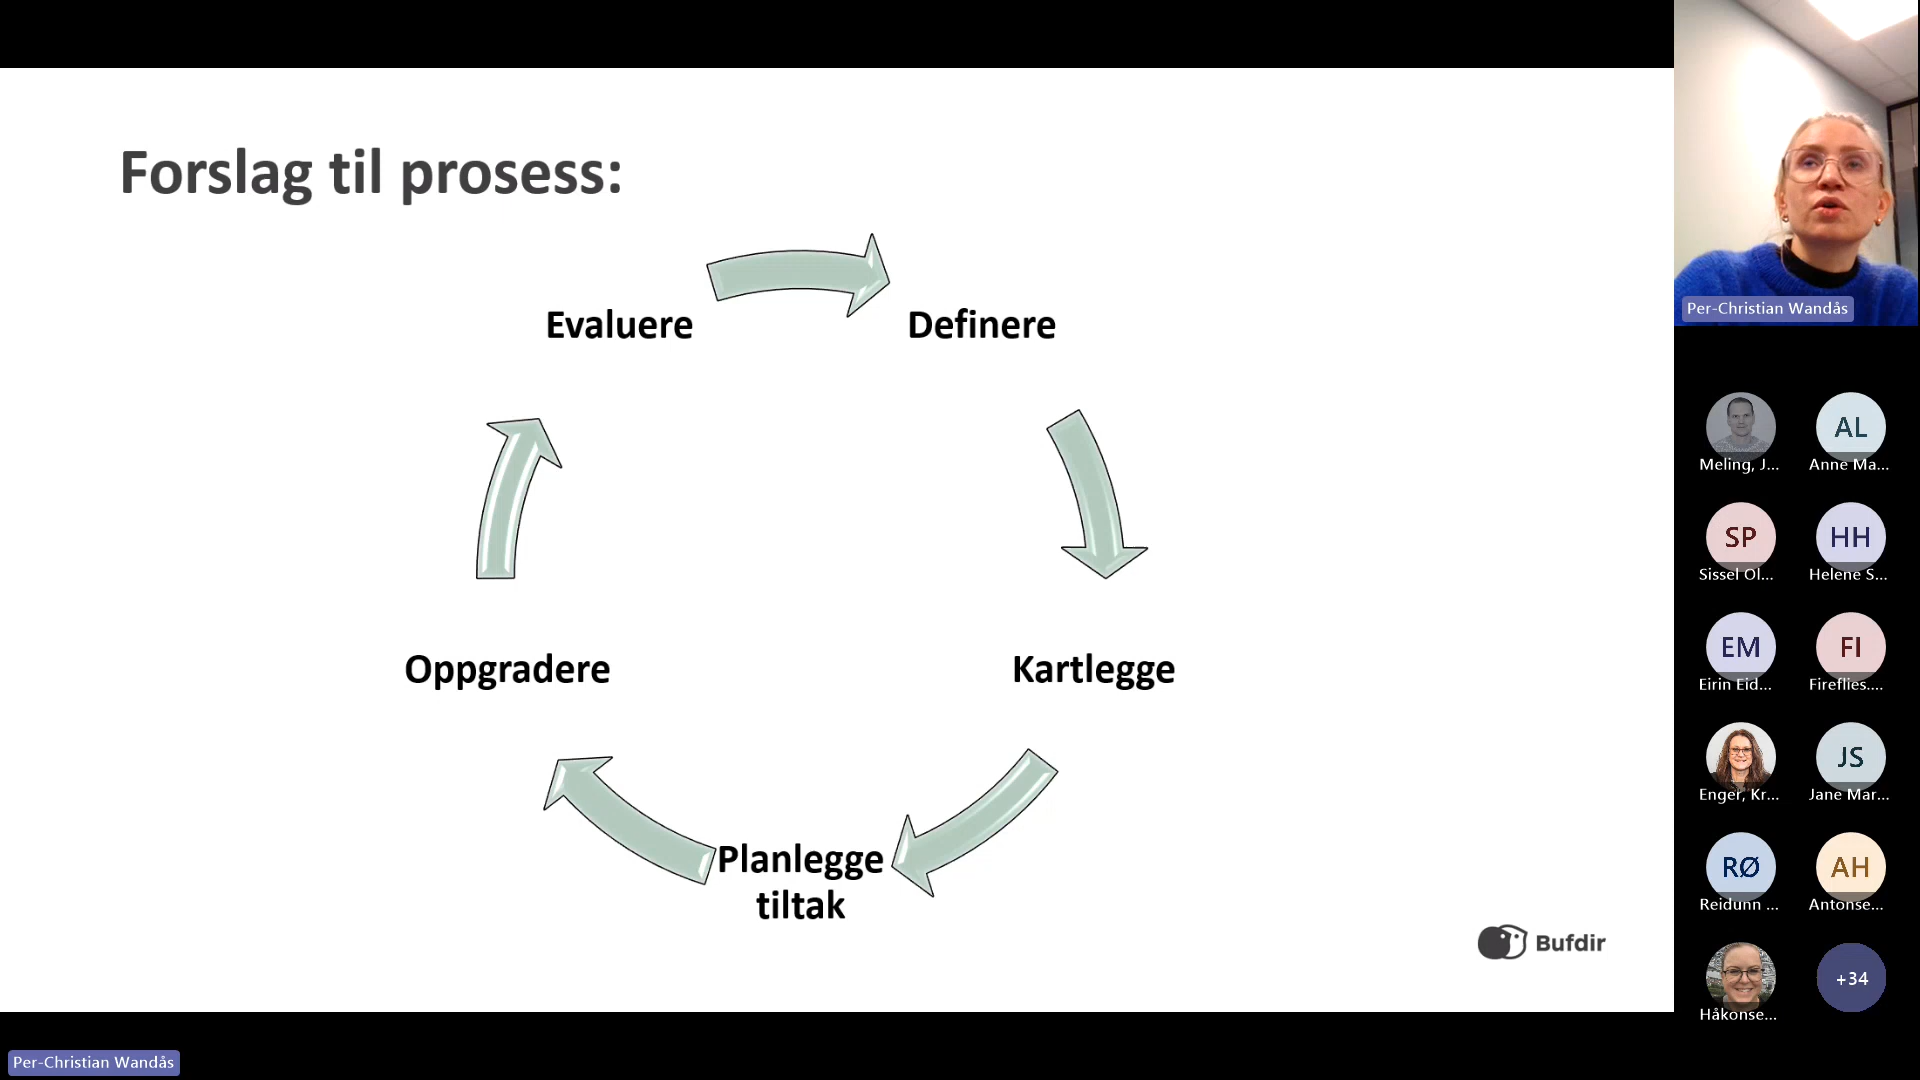 Forslag til prosess:
Evaluere
Definere
Oppgradere
Kartlegge
Planlegge
tiltak
Bufdir
Per-Christian Wandås
Meling, J...
AL
Anne Ma...
SP
Sissel Ol...
HH
Helene S...
EM
Eirin Eid...
FI
Fireflies....
Enger, Kr...
JS
Jane Mar...
RØ
Reidunn ...
AH
Antonse...
Håkonse...
+34
Per-Christian Wandås